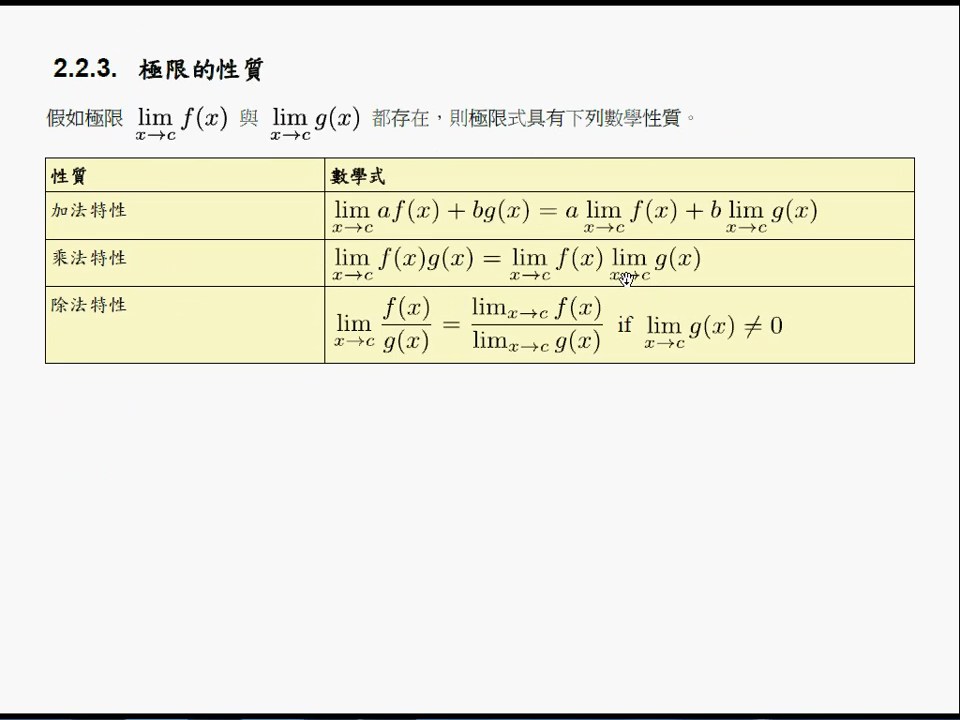 2.2.3. 極限的性質
假如極限 lim_{x→c} f(x) 與 lim_{x→c} g(x) 都存在，則極限式具有下列數學性質。
性質 數學式
加法特性 lim_{x→c} af(x) + bg(x) = a lim_{x→c} f(x) + b lim_{x→c} g(x)
乘法特性 lim_{x→c} f(x)g(x) = lim_{x→c} f(x) lim_{x→c} g(x)
除法特性 lim_{x→c} f(x)/g(x) = lim_{x→c} f(x)/lim_{x→c} g(x) if lim_{x→c} g(x) ≠ 0